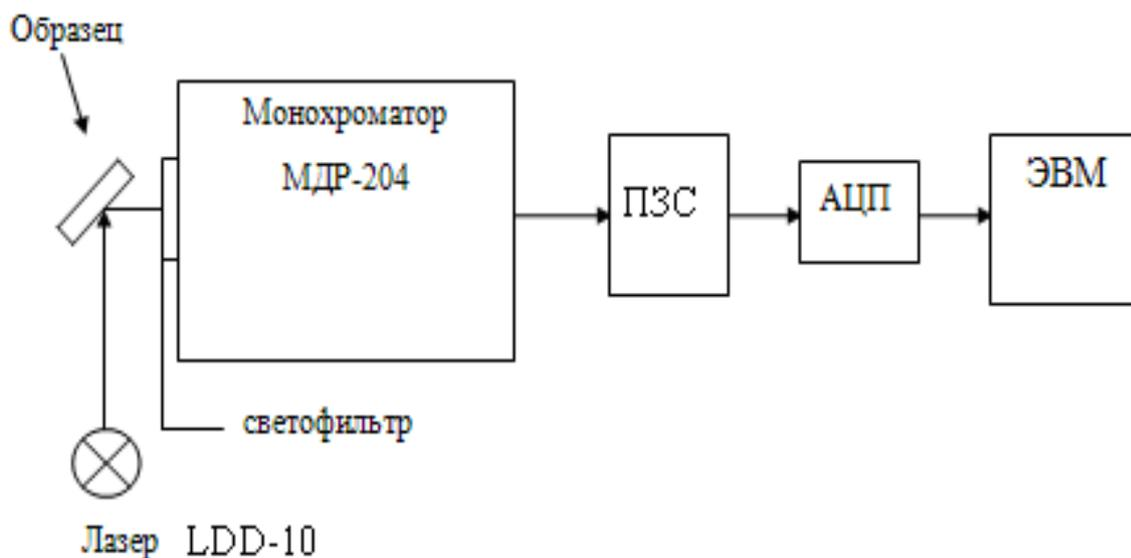 Образец
Монохроматор
МДР-204
ПЗС
АЦП
ЭВМ
светофильтр
Лазер LDD-10